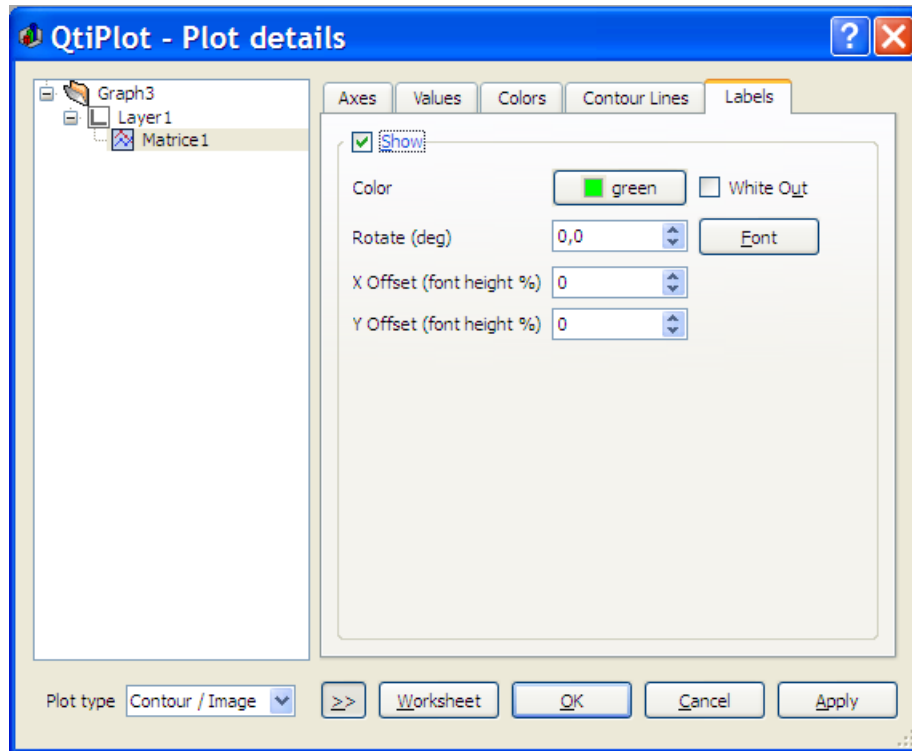 QtiPlot - Plot details
Graph3
Layer1
Matrice1
Axes Values Colors Contour Lines Labels
Show
Color green White Out
Rotate (deg) 0,0 Font
X Offset (font height %) 0
Y Offset (font height %) 0
Plot type Contour / Image >> Worksheet OK Cancel Apply